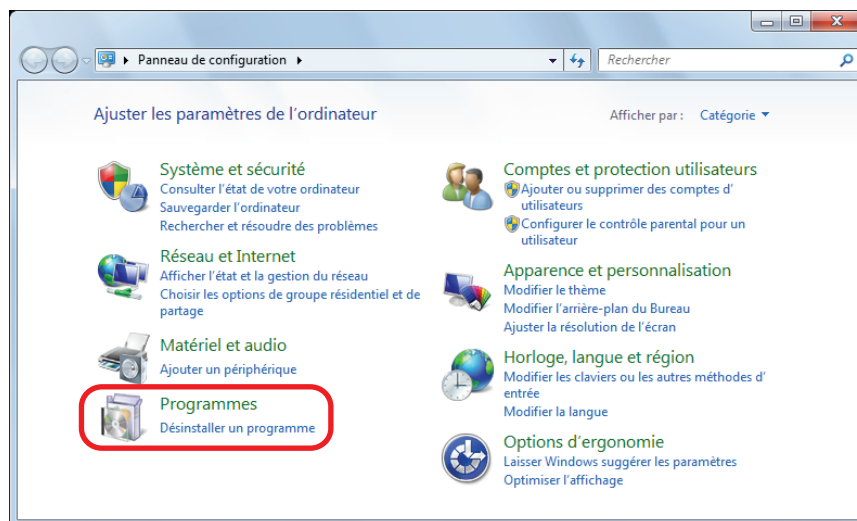 Panneau de configuration
Rechercher
Ajuster les paramètres de l'ordinateur
Afficher par :
Catégorie
Système et sécurité
Consulter l'état de votre ordinateur
Sauvegarder l'ordinateur
Rechercher et résoudre des problèmes
Réseau et Internet
Afficher l'état et la gestion du réseau
Choisir les options de groupe résidentiel et de
partage
Matériel et audio
Ajouter un périphérique
Programmes
Désinstaller un programme
Comptes et protection utilisateurs
Ajouter ou supprimer des comptes d'
utilisateurs
Configurer le contrôle parental pour un
utilisateur
Apparence et personnalisation
Modifier le thème
Modifier l'arrière-plan du Bureau
Ajuster la résolution de l'écran
Horloge, langue et région
Modifier les claviers ou les autres méthodes d'
entrée
Modifier la langue
Options d'ergonomie
Laisser Windows suggérer les paramètres
Optimiser l'affichage